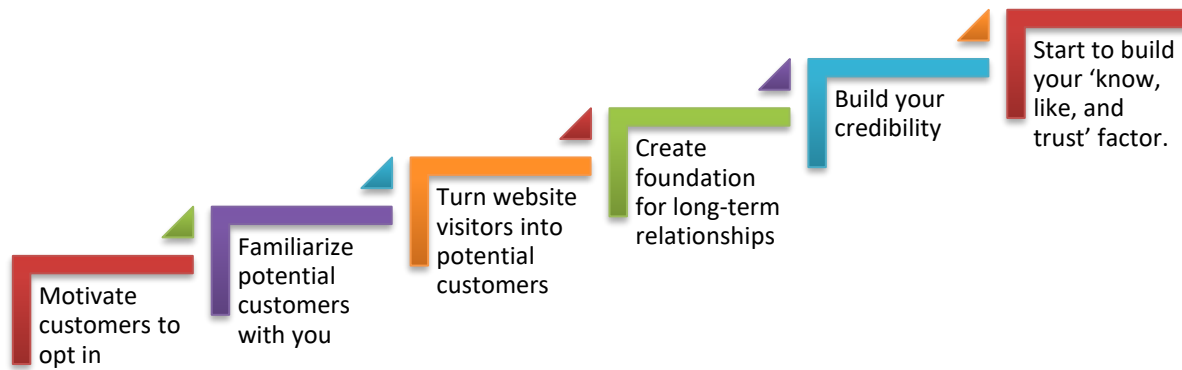 Motivate
customers to
opt in
Familiarize
potential
customers
with you
Turn website
visitors into
potential
customers
Create
foundation
for long-term
relationships
Build your
credibility
Start to build
your ‘know,
like, and
trust’ factor.